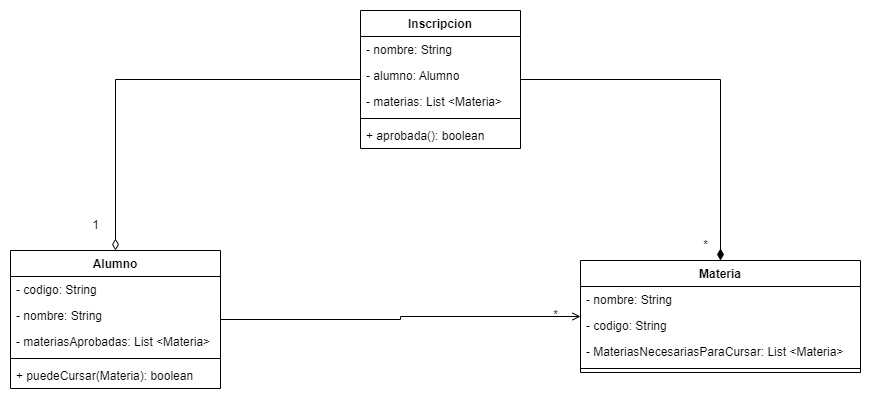 Inscripcion
- nombre: String
- alumno: Alumno
- materias: List <Materia>
+ aprobada(): boolean
1
*
Alumno
- codigo: String
- nombre: String
- materiasAprobadas: List <Materia>
+ puedeCursar(Materia): boolean
*
Materia
- nombre: String
- codigo: String
- MateriasNecesariasParaCursar: List <Materia>